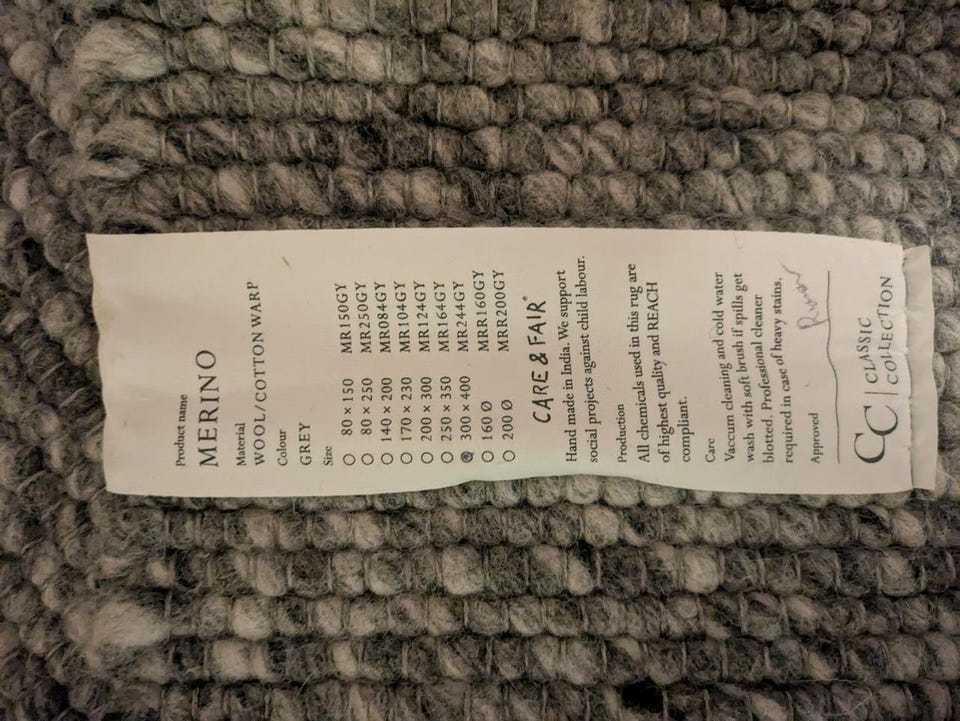 Product name
MERINO
Material
WOOL/COTTON WARP
Colour
GREY
Size
80 × 150 MR150GY
80 × 250 MR250GY
140 × 200 MR084GY
170 × 230 MR104GY
200 × 300 MR124GY
250 × 350 MR164GY
300 × 400 MR244GY
160 Ø MRR160GY
200 Ø MRR200GY
CARE & FAIR®
Hand made in India. We support
social projects against child labour.
Production
All chemicals used in this rug are
of highest quality and REACH
compliant.
Care
Vaccum cleaning and cold water
wash with soft brush if spills get
blotted. Professional cleaner
required in case of heavy stains.
Approved
CC | CLASSIC
COLLECTION